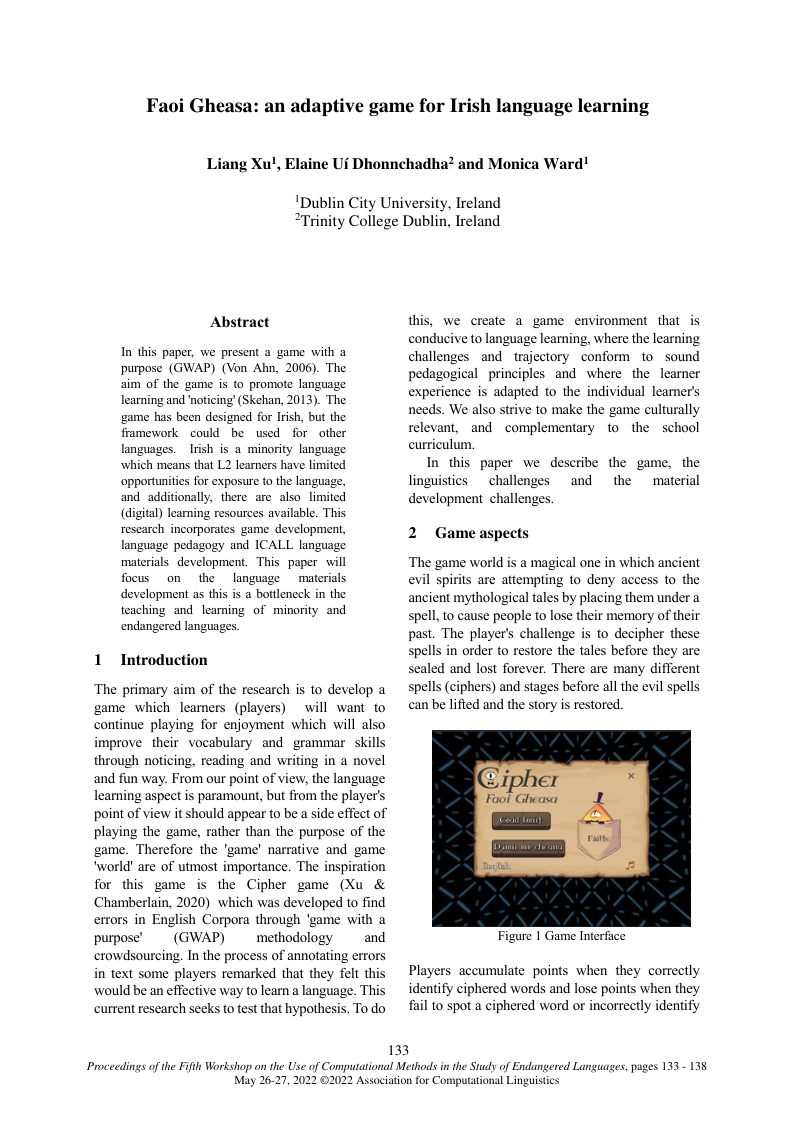 Faoi Gheasa: an adaptive game for Irish language learning
Liang Xu1, Elaine Uí Dhonnchadha2 and Monica Ward1
1Dublin City University, Ireland
2Trinity College Dublin, Ireland
Abstract
In this paper, we present a game with a
purpose (GWAP) (Von Ahn, 2006). The
aim of the game is to promote language
learning and 'noticing' (Skehan, 2013). The
game has been designed for Irish, but the
framework could be used for other
languages. Irish is a minority language
which means that L2 learners have limited
opportunities for exposure to the language,
and additionally, there are also limited
(digital) learning resources available. This
research incorporates game development,
language pedagogy and ICALL language
materials development. This paper will
focus on the language materials
development as this is a bottleneck in the
teaching and learning of minority and
endangered languages.
1 Introduction
The primary aim of the research is to develop a
game which learners (players) will want to
continue playing for enjoyment which will also
improve their vocabulary and grammar skills
through noticing, reading and writing in a novel
and fun way. From our point of view, the language
learning aspect is paramount, but from the player's
point of view it should appear to be a side effect of
playing the game, rather than the purpose of the
game. Therefore the 'game' narrative and game
'world' are of utmost importance. The inspiration
for this game is the Cipher game (Xu &
Chamberlain, 2020) which was developed to find
errors in English Corpora through 'game with a
purpose' (GWAP) methodology and
crowdsourcing. In the process of annotating errors
in text some players remarked that they felt this
would be an effective way to learn a language. This
current research seeks to test that hypothesis. To do
this, we create a game environment that is
conducive to language learning, where the learning
challenges and trajectory conform to sound
pedagogical principles and where the learner
experience is adapted to the individual learner's
needs. We also strive to make the game culturally
relevant, and complementary to the school
curriculum.
In this paper we describe the game, the
linguistics challenges and the material
development challenges.
2 Game aspects
The game world is a magical one in which ancient
evil spirits are attempting to deny access to the
ancient mythological tales by placing them under a
spell, to cause people to lose their memory of their
past. The player's challenge is to decipher these
spells in order to restore the tales before they are
sealed and lost forever. There are many different
spells (ciphers) and stages before all the evil spells
can be lifted and the story is restored.
Cipher
Faoi Gheasa
Céad
D'imir me cheana
Failte
English
Figure 1 Game Interface
Players accumulate points when they correctly
identify ciphered words and lose points when they
fail to spot a ciphered word or incorrectly identify
133
Proceedings of the Fifth Workshop on the Use of Computational Methods in the Study of Endangered Languages, pages 133 - 138
May 26-27, 2022 ©2022 Association for Computational Linguistics